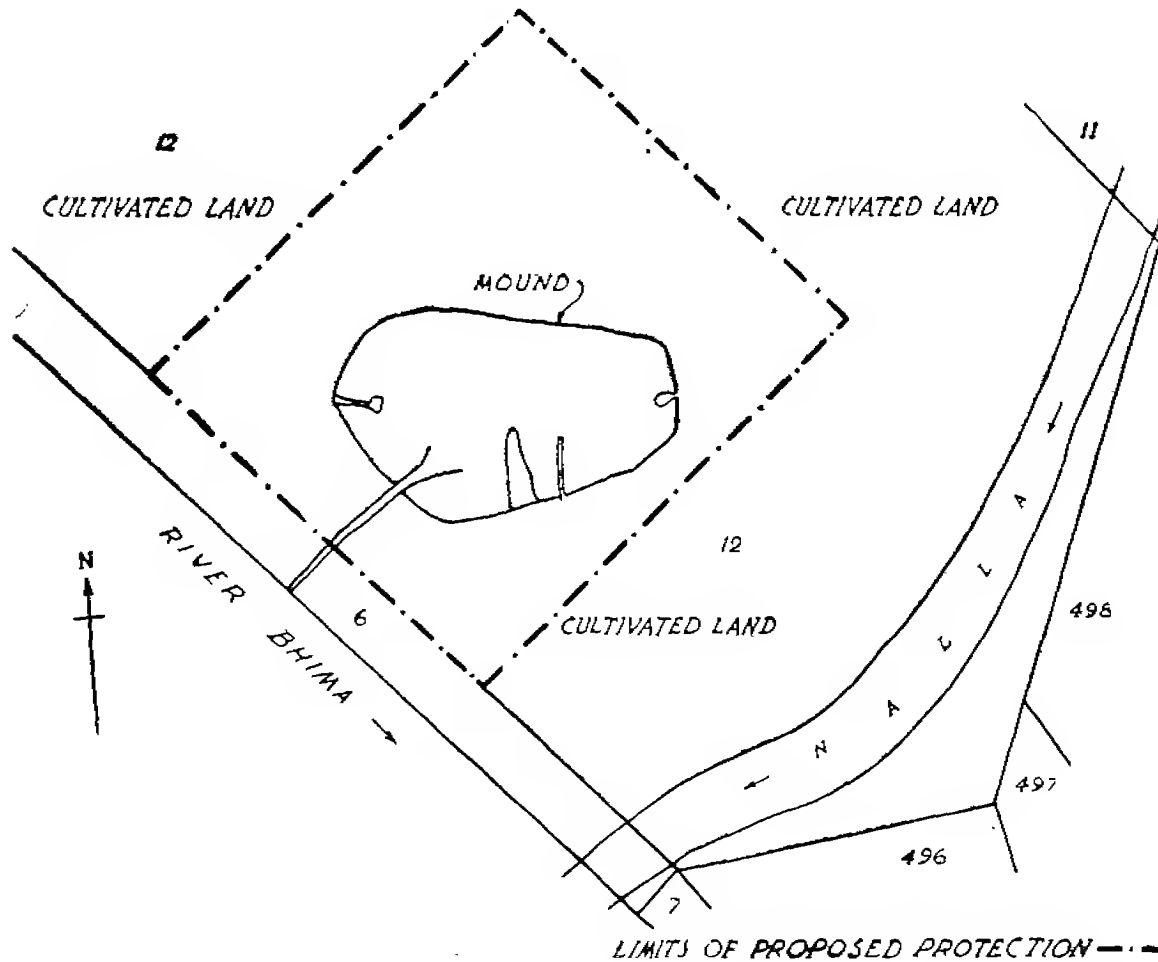 12
11
CULTIVATED LAND
CULTIVATED LAND
MOUND
12
N
RIVER BHIMA
6
CULTIVATED LAND
NALLA
498
497
496
7
LIMITS OF PROPOSED PROTECTION